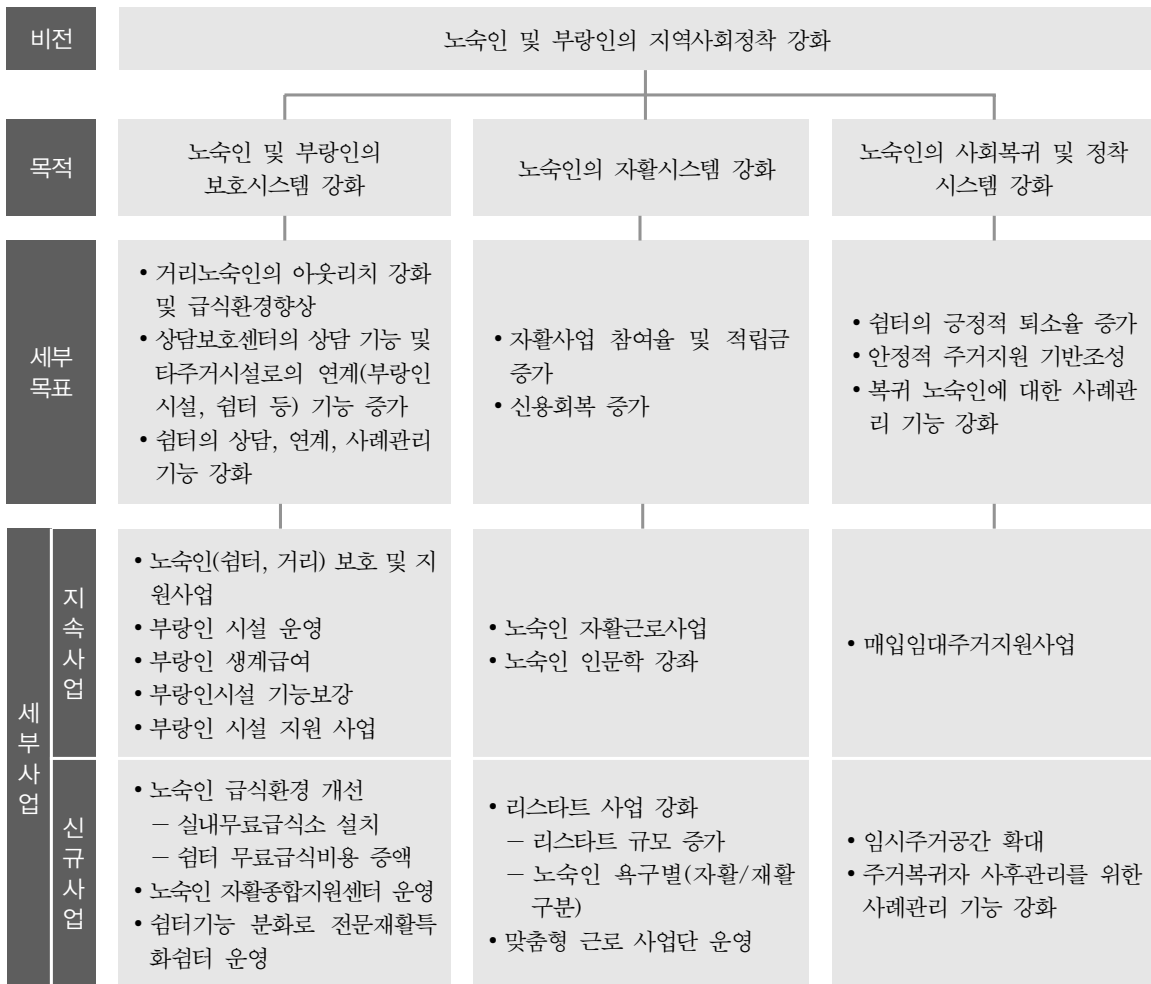 비전
노숙인 및 부랑인의 지역사회정착 강화
목적
노숙인 및 부랑인의
보호시스템 강화
노숙인의 자활시스템 강화
노숙인의 사회복귀 및 정착
시스템 강화
세부
목표
• 거리노숙인의 아웃리치 강화
및 급식환경향상
• 상담보호센터의 상담 기능 및
타주거시설로의 연계(부랑인
시설, 쉼터 등) 기능 증가
• 쉼터의 상담, 연계, 사례관리
기능 강화
• 자활사업 참여율 및 적립금
증가
• 신용회복 증가
• 쉼터의 긍정적 퇴소율 증가
• 안정적 주거지원 기반조성
• 복귀 노숙인에 대한 사례관
리 기능 강화
세부사업
지속사업
• 노숙인(쉼터, 거리) 보호 및 지
원사업
• 부랑인 시설 운영
• 부랑인 생계급여
• 부랑인시설 기능보강
• 부랑인 시설 지원 사업
• 노숙인 자활근로사업
• 노숙인 인문학 강좌
• 매입임대주거지원사업
신규사업
• 노숙인 급식환경 개선
– 실내무료급식소 설치
– 쉼터 무료급식비용 증액
• 노숙인 자활종합지원센터 운영
• 쉼터기능 분화로 전문재활특
화쉼터 운영
• 리스타트 사업 강화
– 리스타트 규모 증가
– 노숙인 욕구별(자활/재활
구분)
• 맞춤형 근로 사업단 운영
• 임시주거공간 확대
• 주거복귀자 사후관리를 위한
사례관리 기능 강화